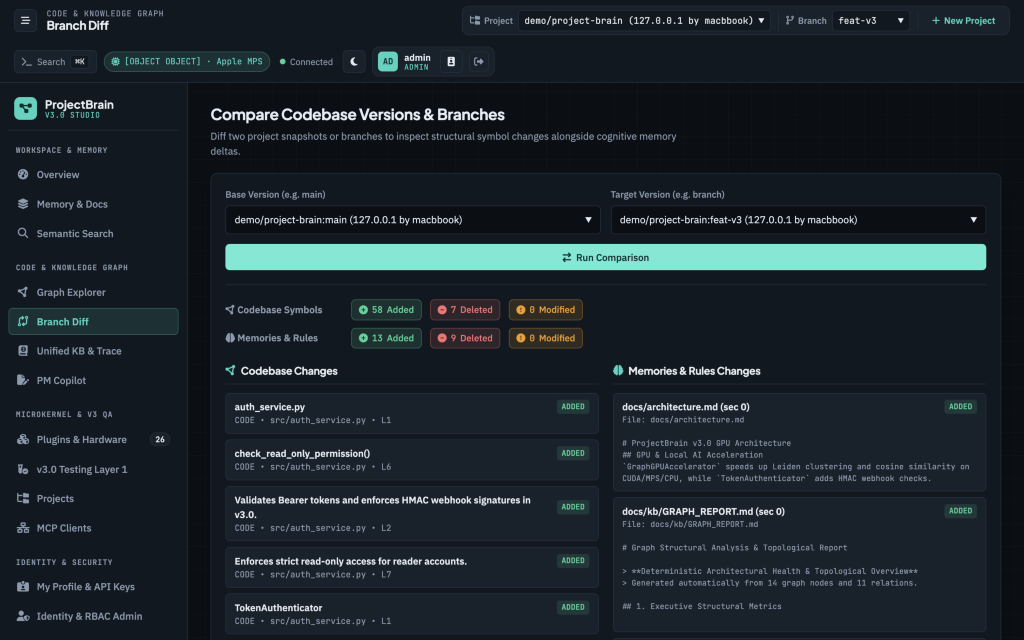 CODE & KNOWLEDGE GRAPH
Branch Diff
Project
demo/project-brain (127.0.0.1 by macbook) ▼
Branch
feat-v3 ▼
+ New Project
Search ⌘K
[OBJECT OBJECT] · Apple MPS
Connected
AD
admin
ADMIN
ProjectBrain
V3.0 STUDIO
WORKSPACE & MEMORY
Overview
Memory & Docs
Semantic Search
CODE & KNOWLEDGE GRAPH
Graph Explorer
Branch Diff
Unified KB & Trace
PM Copilot
MICROKERNEL & V3 QA
Plugins & Hardware 26
v3.0 Testing Layer 1
Projects
MCP Clients
IDENTITY & SECURITY
My Profile & API Keys
Identity & RBAC Admin
Compare Codebase Versions & Branches
Diff two project snapshots or branches to inspect structural symbol changes alongside cognitive memory
deltas.
Base Version (e.g. main)
demo/project-brain:main (127.0.0.1 by macbook) ▼
Target Version (e.g. branch)
demo/project-brain:feat-v3 (127.0.0.1 by macbook) ▼
Run Comparison
Codebase Symbols 58 Added 7 Deleted 0 Modified
Memories & Rules 13 Added 9 Deleted 0 Modified
Codebase Changes
auth_service.py ADDED
CODE • src/auth_service.py • L1
check_read_only_permission() ADDED
CODE • src/auth_service.py • L6
Validates Bearer tokens and enforces HMAC webhook signatures in
v3.0. ADDED
CODE • src/auth_service.py • L2
Enforces strict read-only access for reader accounts. ADDED
CODE • src/auth_service.py • L7
TokenAuthenticator ADDED
CODE • src/auth_service.py • L1
Memories & Rules Changes
docs/architecture.md (sec 0) ADDED
File: docs/architecture.md
# ProjectBrain v3.0 GPU Architecture
## GPU & Local AI Acceleration
`GraphGPUAccelerator` speeds up Leiden clustering and cosine similarity on
CUDA/MPS/CPU, while `TokenAuthenticator` adds HMAC webhook checks.
docs/kb/GRAPH_REPORT.md (sec 0) ADDED
File: docs/kb/GRAPH_REPORT.md
# Graph Structural Analysis & Topological Report
> **Deterministic Architectural Health & Topological Overview**
> Generated automatically from 14 graph nodes and 11 relations.
## 1. Executive Structural Metrics